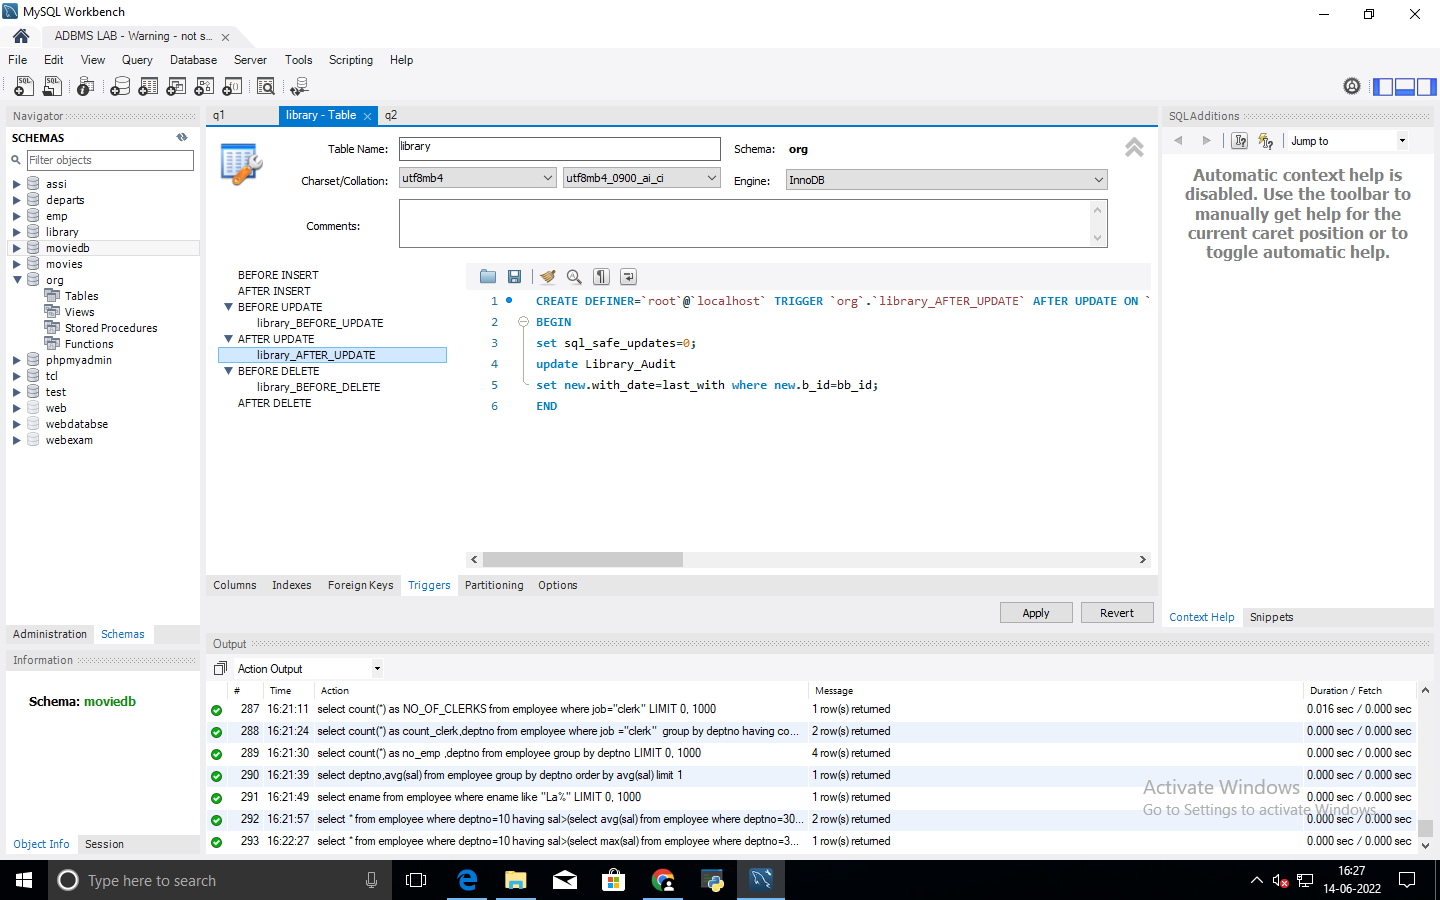 MySQL Workbench
ADBMS LAB - Warning - not s...
File Edit View Query Database Server Tools Scripting Help
Navigator
SCHEMAS
Filter objects
assi
departs
emp
library
moviedb
movies
org
Tables
Views
Stored Procedures
Functions
phpmyadmin
tcl
test
web
webdatabse
webexam
Administration Schemas
Information
Schema: moviedb
Object Info Session
q1 library - Table q2
Table Name: library Schema: org
Charset/Collation: utf8mb4 utf8mb4_0900_ai_ci Engine: InnoDB
Comments:
BEFORE INSERT
AFTER INSERT
BEFORE UPDATE
library_BEFORE_UPDATE
AFTER UPDATE
library_AFTER_UPDATE
BEFORE DELETE
library_BEFORE_DELETE
AFTER DELETE
1 CREATE DEFINER=`root`@`localhost` TRIGGER `org`.`library_AFTER_UPDATE` AFTER UPDATE ON `
2 BEGIN
3 set sql_safe_updates=0;
4 update Library_Audit
5 set new.with_date=last_with where new.b_id=bb_id;
6 END
Columns Indexes Foreign Keys Triggers Partitioning Options
Apply Revert
SQLAdditions
Jump to
Automatic context help is
disabled. Use the toolbar to
manually get help for the
current caret position or to
toggle automatic help.
Context Help Snippets
Output
Action Output
# Time Action Message Duration / Fetch
287 16:21:11 select count(*) as NO_OF_CLERKS from employee where job="clerk" LIMIT 0, 1000 1 row(s) returned 0.016 sec / 0.000 sec
288 16:21:24 select count(*) as count_clerk,deptno from employee where job ="clerk" group by deptno having co... 2 row(s) returned 0.000 sec / 0.000 sec
289 16:21:30 select count(*) as no_emp ,deptno from employee group by deptno LIMIT 0, 1000 4 row(s) returned 0.000 sec / 0.000 sec
290 16:21:39 select deptno,avg(sal) from employee group by deptno order by avg(sal) limit 1 1 row(s) returned 0.000 sec / 0.000 sec
291 16:21:49 select ename from employee where ename like "La%" LIMIT 0, 1000 1 row(s) returned 0.000 sec / 0.000 sec
292 16:21:57 select * from employee where deptno=10 having sal>(select avg(sal) from employee where deptno=30... 2 row(s) returned 0.000 sec / 0.000 sec
293 16:22:27 select * from employee where deptno=10 having sal>(select max(sal) from employee where deptno=3... 1 row(s) returned 0.000 sec / 0.000 sec
Activate Windows
Go to Settings to activate Windows.
Type here to search
16:27
14-06-2022